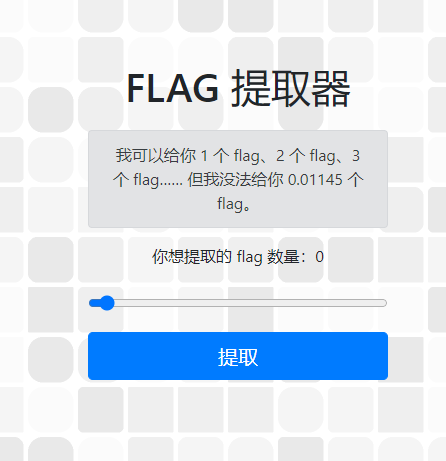 FLAG 提取器
我可以给你 1 个 flag、2 个 flag、3
个 flag…… 但我没法给你 0.01145 个
flag。
你想提取的 flag 数量：0
提取